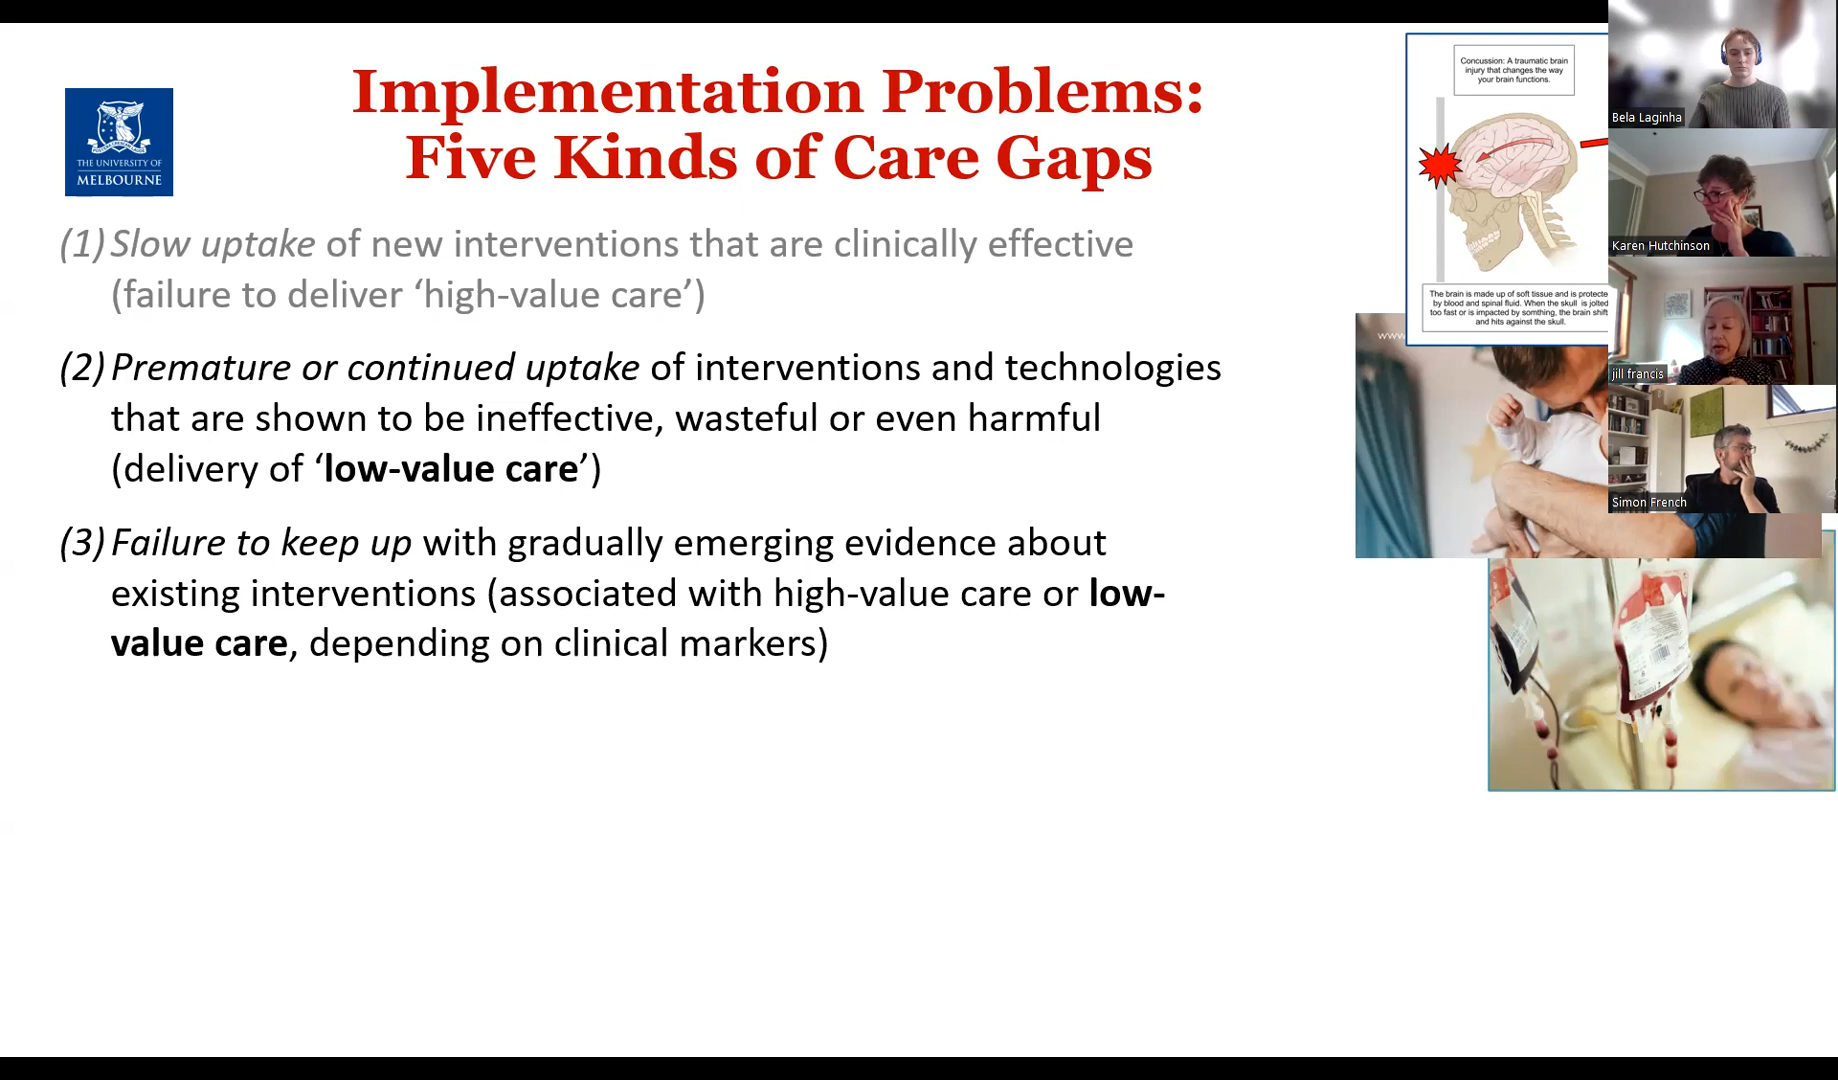 Implementation Problems:
Five Kinds of Care Gaps
THE UNIVERSITY OF
MELBOURNE
(1) Slow uptake of new interventions that are clinically effective
(failure to deliver ‘high-value care’)
(2) Premature or continued uptake of interventions and technologies
that are shown to be ineffective, wasteful or even harmful
(delivery of ‘low-value care’)
(3) Failure to keep up with gradually emerging evidence about
existing interventions (associated with high-value care or low-
value care, depending on clinical markers)
Concussion: A traumatic brain
injury that changes the way
your brain functions.
The brain is made up of soft tissue and is protecte
by blood and spinal fluid. When the skull is jolted
too fast or is impacted by somthing, the brain shift
and hits against the skull.
www
Bela Laginha
Karen Hutchinson
jill francis
Simon French